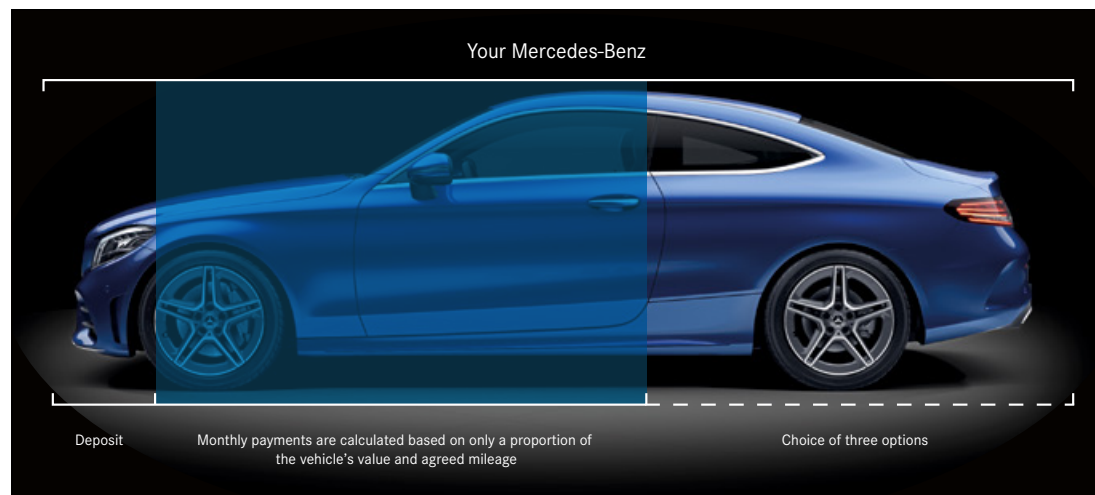 Your Mercedes-Benz
Deposit
Monthly payments are calculated based on only a proportion of
the vehicle's value and agreed mileage
Choice of three options